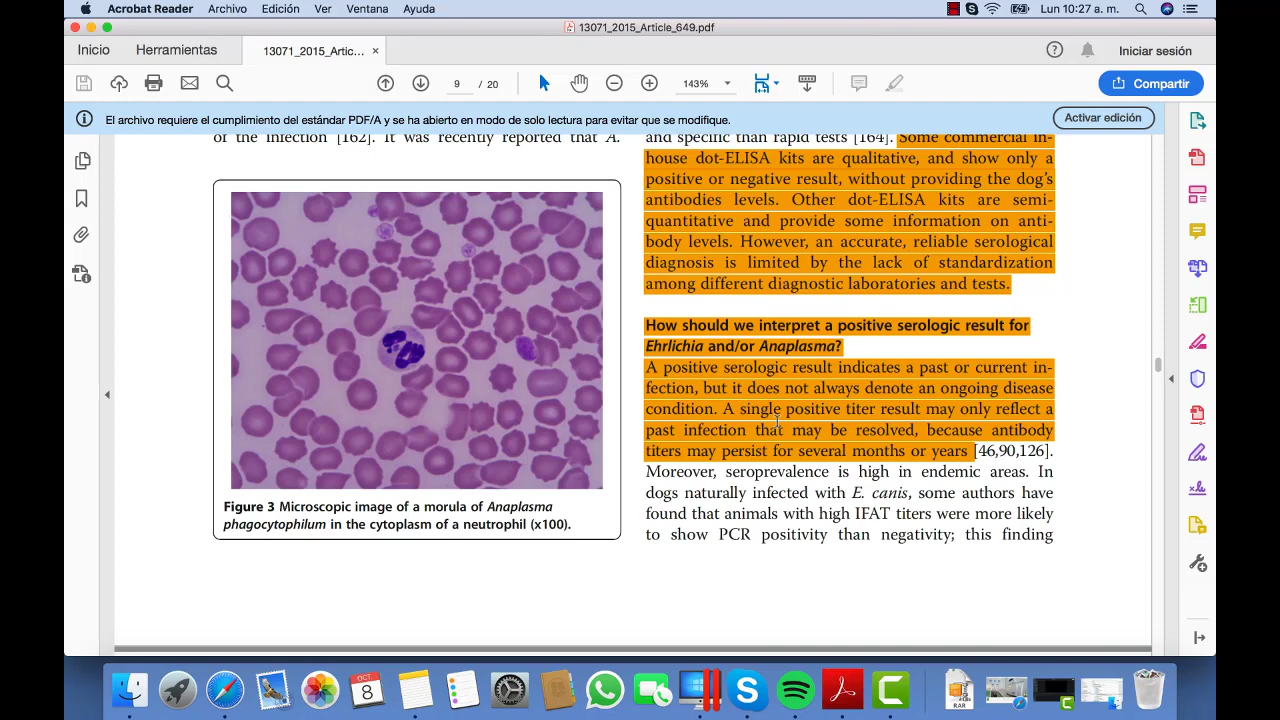 Acrobat Reader Archivo Edición Ver Ventana Ayuda
Lun 10:27 a. m.
13071_2015_Article_649.pdf
Inicio Herramientas 13071_2015_Artic... × Iniciar sesión
9 / 20 143% Compartir
El archivo requiere el cumplimiento del estándar PDF/A y se ha abierto en modo de solo lectura para evitar que se modifique. Activar edición
of the infection [162]. It was recently reported that A.
Figure 3 Microscopic image of a morula of Anaplasma
phagocytophilum in the cytoplasm of a neutrophil (x100).
and specific than rapid tests [164]. Some commercial in-
house dot-ELISA kits are qualitative, and show only a
positive or negative result, without providing the dog's
antibodies levels. Other dot-ELISA kits are semi-
quantitative and provide some information on anti-
body levels. However, an accurate, reliable serological
diagnosis is limited by the lack of standardization
among different diagnostic laboratories and tests.
How should we interpret a positive serologic result for
Ehrlichia and/or Anaplasma?
A positive serologic result indicates a past or current in-
fection, but it does not always denote an ongoing disease
condition. A single positive titer result may only reflect a
past infection that may be resolved, because antibody
titers may persist for several months or years [46,90,126].
Moreover, seroprevalence is high in endemic areas. In
dogs naturally infected with E. canis, some authors have
found that animals with high IFAT titers were more likely
to show PCR positivity than negativity; this finding
OCT
8
RAR